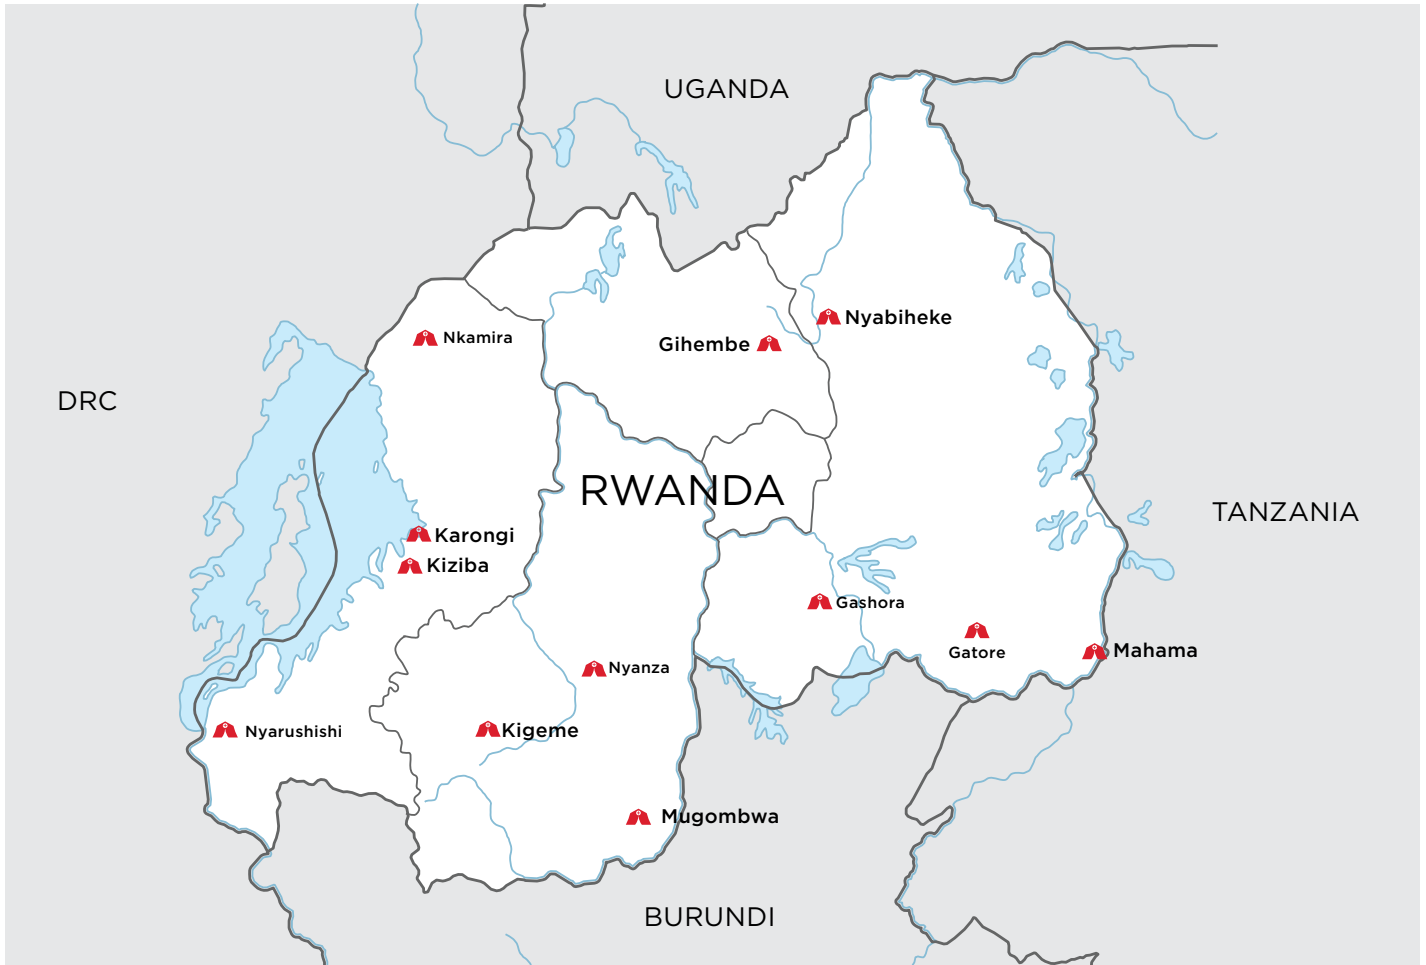 UGANDA
Nyabiheke
Nkamira
Gihembe
DRC
RWANDA
TANZANIA
Karongi
Kiziba
Gashora
Gatore
Mahama
Nyanza
Nyarushishi
Kigeme
Mugombwa
BURUNDI